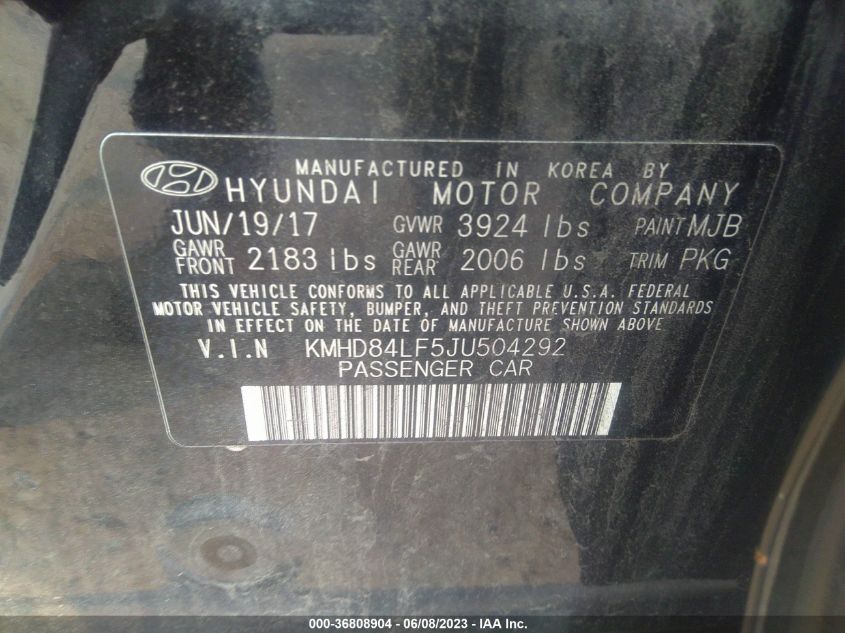 MANUFACTURED IN KOREA BY
HYUNDAI MOTOR COMPANY
JUN/19/17 GVWR 3924 lbs PAINT MJB
GAWR FRONT 2183 lbs GAWR REAR 2006 lbs TRIM PKG
THIS VEHICLE CONFORMS TO ALL APPLICABLE U.S.A. FEDERAL
MOTOR VEHICLE SAFETY, BUMPER, AND THEFT PREVENTION STANDARDS
IN EFFECT ON THE DATE OF MANUFACTURE SHOWN ABOVE
V.I.N KMHD84LF5JU504292
PASSENGER CAR
000-36808904 - 06/08/2023 - IAA Inc.